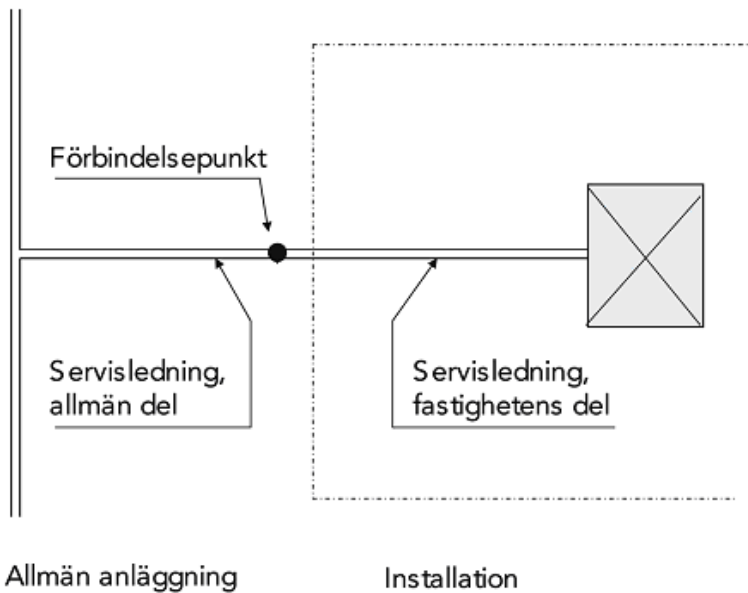 Förbindelsepunkt
Servisledning,
allmän del
Servisledning,
fastighetens del
Allmän anläggning
Installation